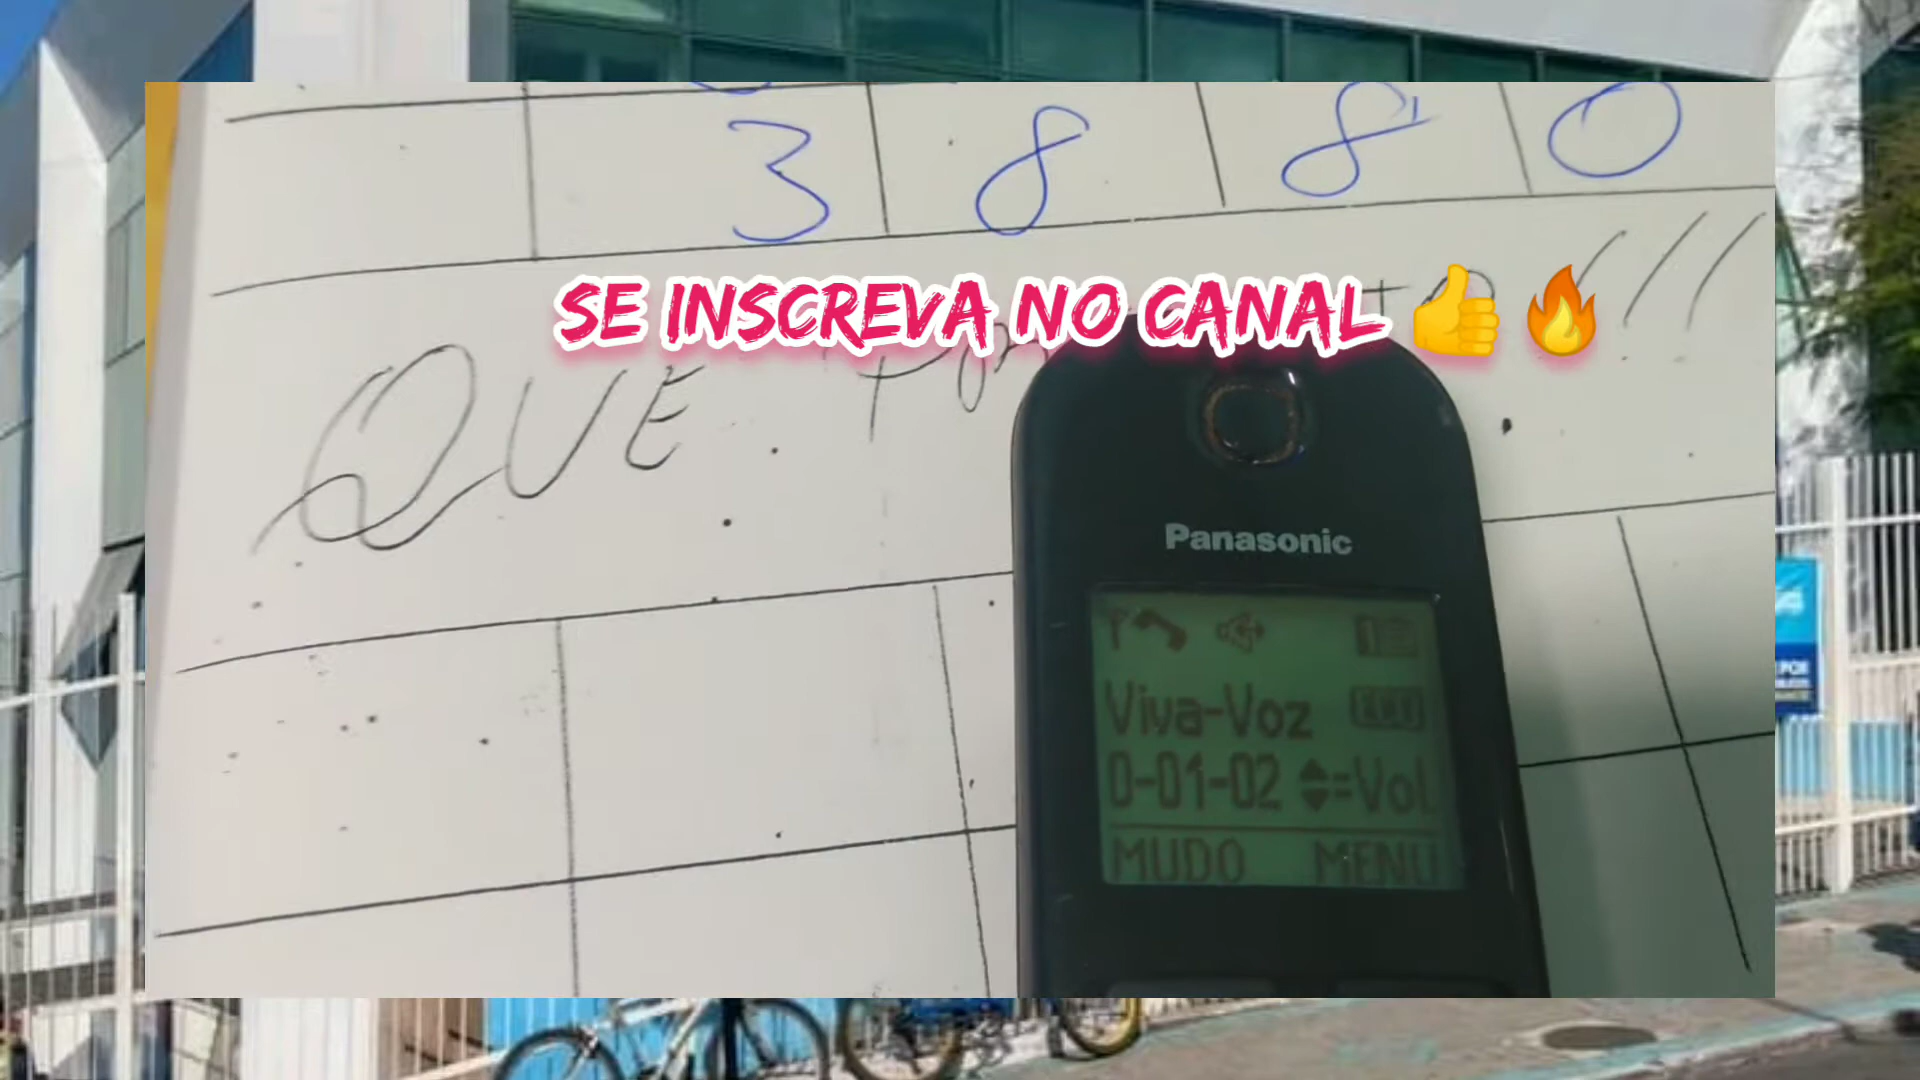 3 8 8 0
SE INSCREVA NO CANAL 👍🔥
QUE !!!
Panasonic
Viva-Voz
0-01-02 =Vol
MUDO MENU